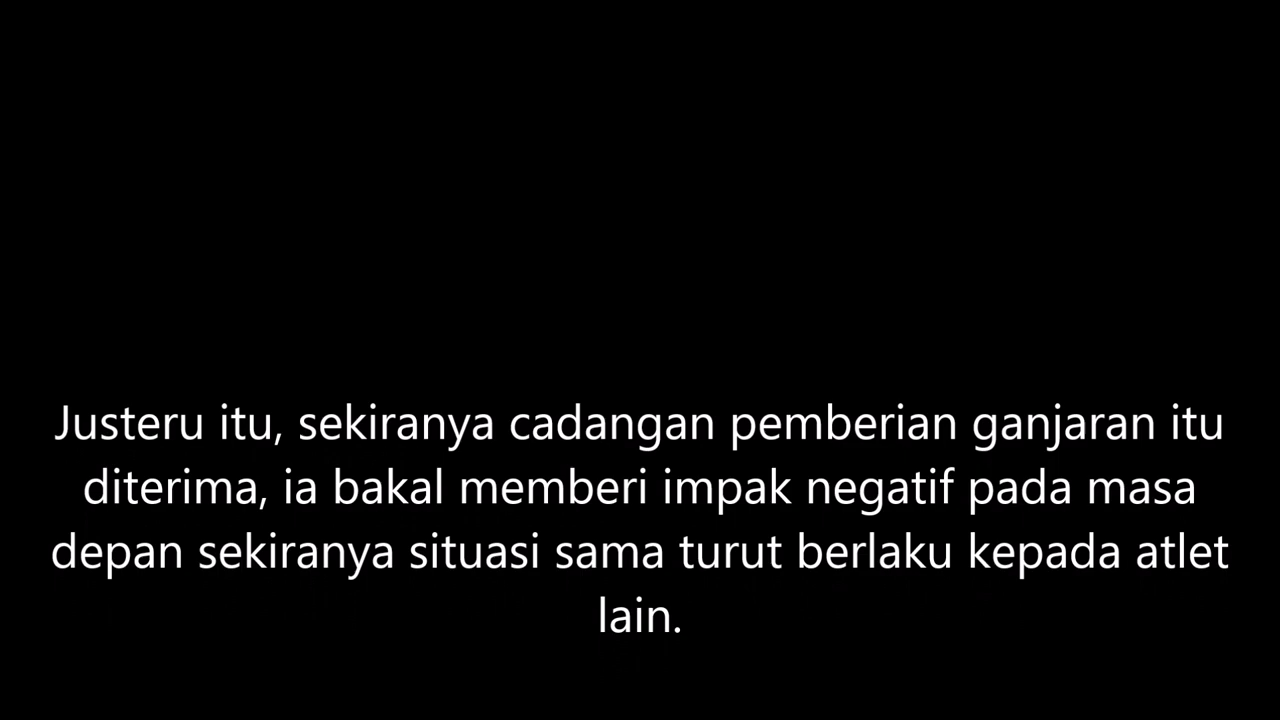 Justeru itu, sekiranya cadangan pemberian ganjaran itu
diterima, ia bakal memberi impak negatif pada masa
depan sekiranya situasi sama turut berlaku kepada atlet
lain.